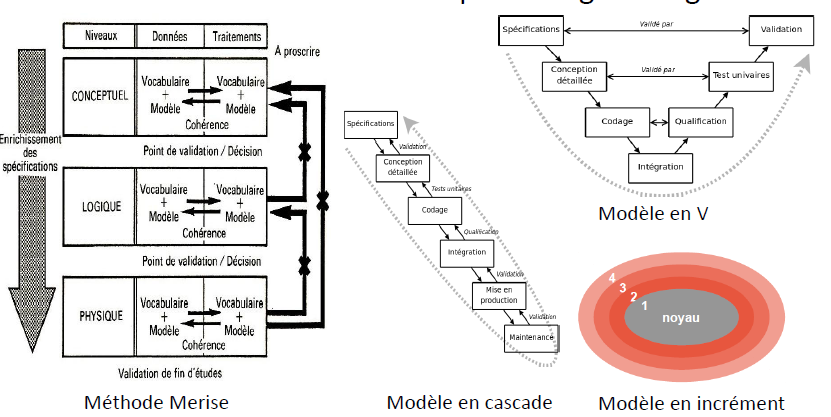 Niveaux
Données
Traitements
A proscrire
CONCEPTUEL
Vocabulaire
+
Modèle
Vocabulaire
+
Modèle
Cohérence
Enrichissement
des
spécifications
Point de validation / Décision
LOGIQUE
Vocabulaire
+
Modèle
Vocabulaire
+
Modèle
Cohérence
Point de validation / Décision
PHYSIQUE
Vocabulaire
+
Modèle
Vocabulaire
+
Modèle
Cohérence
Validation de fin d'études
Méthode Merise
Spécifications
Validation
Conception
détaillée
Tests unitaires
Codage
Qualification
Intégration
Validation
Mise en
production
Validation
Maintenance
Modèle en cascade
Spécifications
Validé par
Validation
Conception
détaillée
Validé par
Test univaires
Codage
Qualification
Intégration
Modèle en V
4
3
2
1
noyau
Modèle en incrément